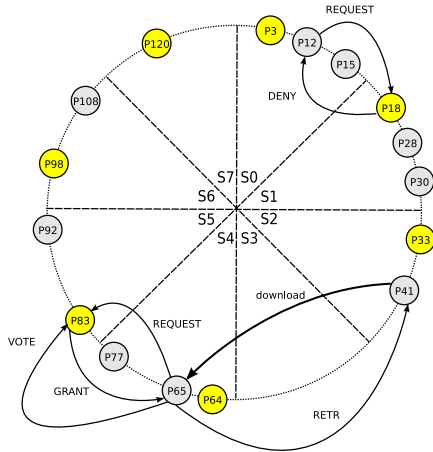 REQUEST
P3
P12
P120
P15
DENY
P18
P108
P28
P98
S7 S0
P30
S6 S1
P92
S5 S2
P33
S4 S3
P41
download
P83
REQUEST
VOTE
P77
GRANT
P65
P64
RETR